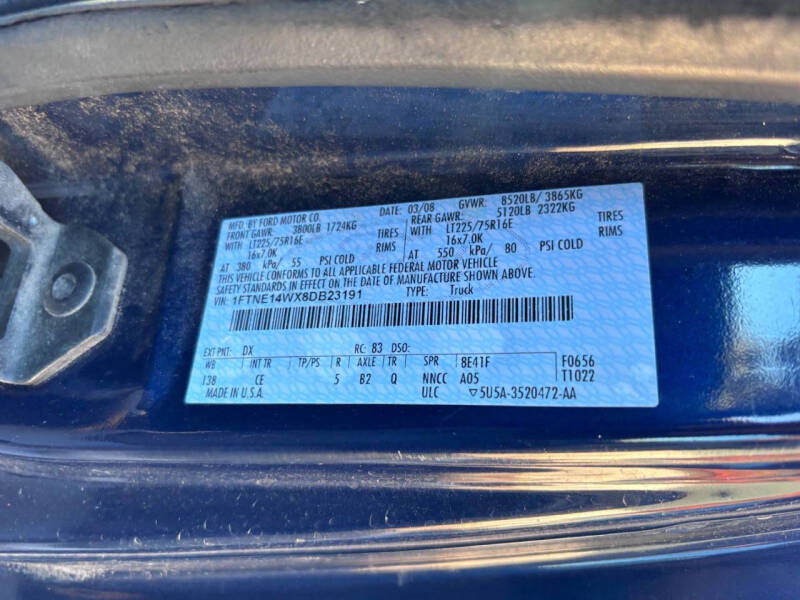 MFD. BY FORD MOTOR CO. 03/08 GVWR: 8520LB/ 3865KG
FRONT GAWR: 3800LB 1724KG REAR GAWR: 5120LB 2322KG
WITH LT225/75R16E TIRES WITH LT225/75R16E TIRES
16x7.0K RIMS 16x7.0K RIMS
AT 380 kPa/ 55 PSI COLD AT 550 kPa/ 80 PSI COLD
THIS VEHICLE CONFORMS TO ALL APPLICABLE FEDERAL MOTOR VEHICLE
SAFETY STANDARDS IN EFFECT ON THE DATE OF MANUFACTURE SHOWN ABOVE.
VIN: 1FTNE14WX8DB23191 TYPE: Truck
EXT PNT: DX RC: 83 DSO:
WB INT TR TP/PS R AXLE TR SPR 8E41F F0656
138 CE 5 B2 Q NNCC A05 T1022
MADE IN U.S.A. ULC ▽5U5A-3520472-AA